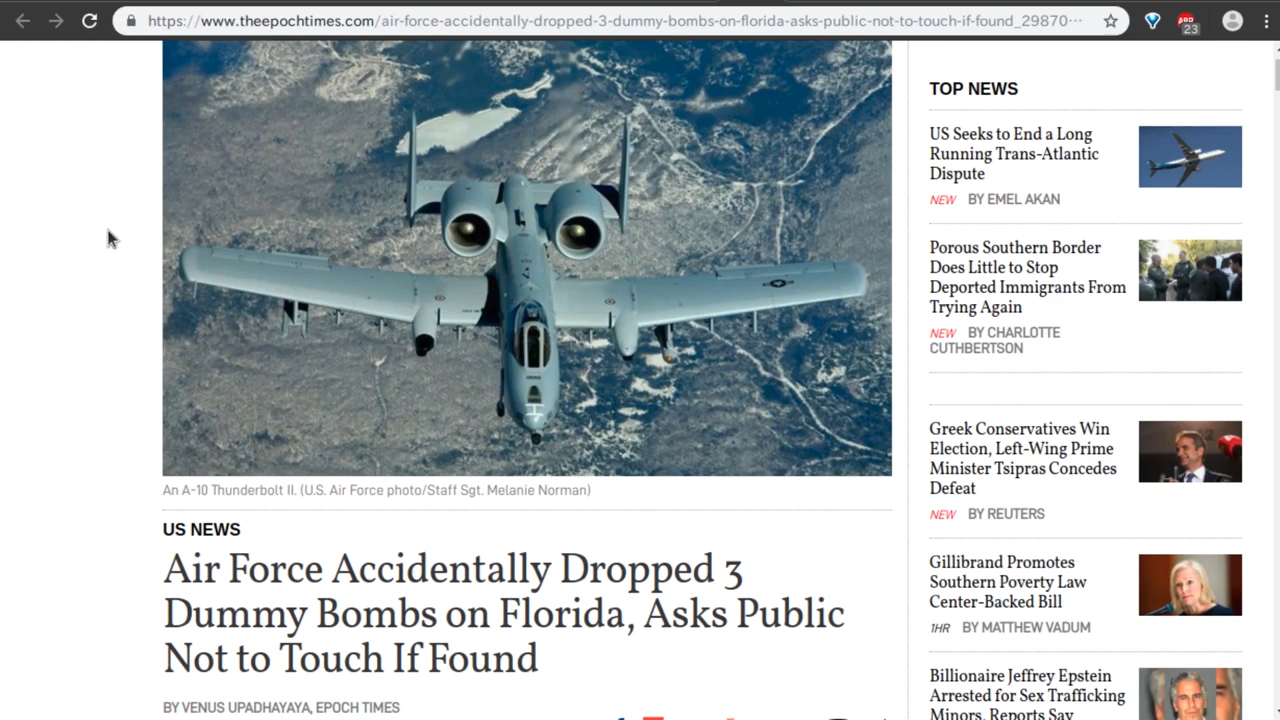 https://www.theepochtimes.com/air-force-accidentally-dropped-3-dummy-bombs-on-florida-asks-public-not-to-touch-if-found_29870…
23
An A-10 Thunderbolt II. (U.S. Air Force photo/Staff Sgt. Melanie Norman)
US NEWS
Air Force Accidentally Dropped 3
Dummy Bombs on Florida, Asks Public
Not to Touch If Found
BY VENUS UPADHAYAYA, EPOCH TIMES
TOP NEWS
US Seeks to End a Long
Running Trans-Atlantic
Dispute
NEW BY EMEL AKAN
Porous Southern Border
Does Little to Stop
Deported Immigrants From
Trying Again
NEW BY CHARLOTTE
CUTHBERTSON
Greek Conservatives Win
Election, Left-Wing Prime
Minister Tsipras Concedes
Defeat
NEW BY REUTERS
Gillibrand Promotes
Southern Poverty Law
Center-Backed Bill
1HR BY MATTHEW VADUM
Billionaire Jeffrey Epstein
Arrested for Sex Trafficking
Minors, Reports Say